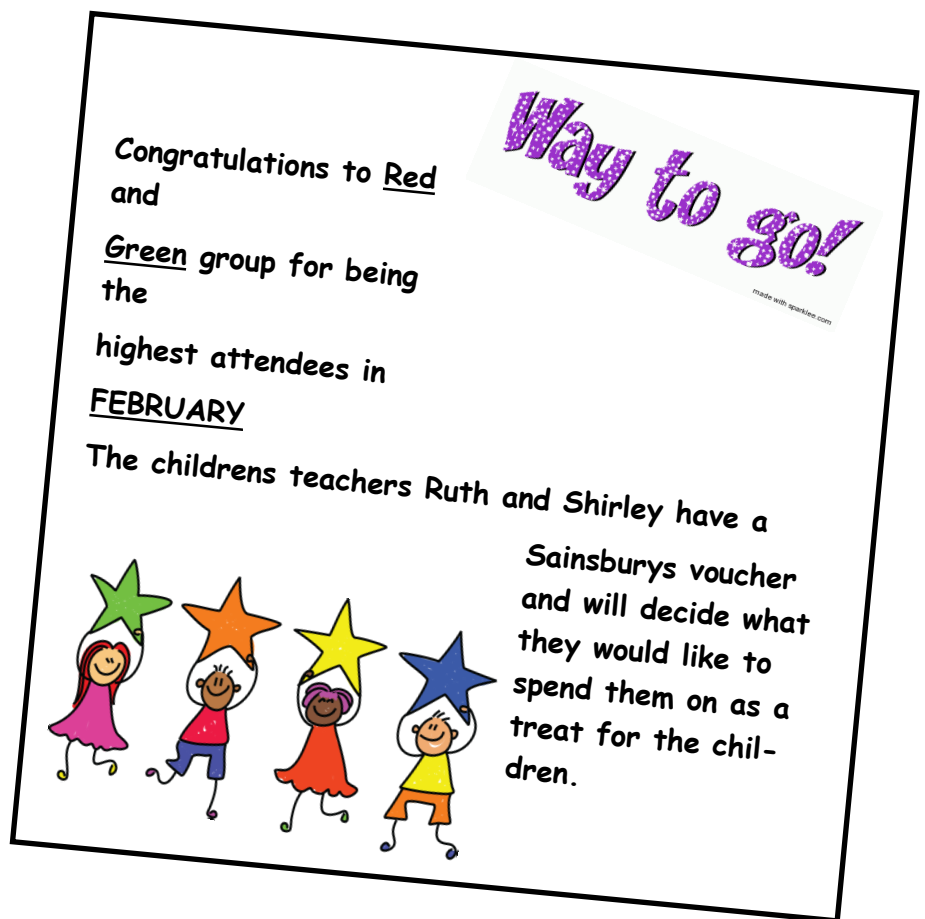 Way to go!
made with sparklee.com
Congratulations to Red
and
Green group for being
the
highest attendees in
FEBRUARY
The childrens teachers Ruth and Shirley have a
Sainsburys voucher
and will decide what
they would like to
spend them on as a
treat for the chil-
dren.